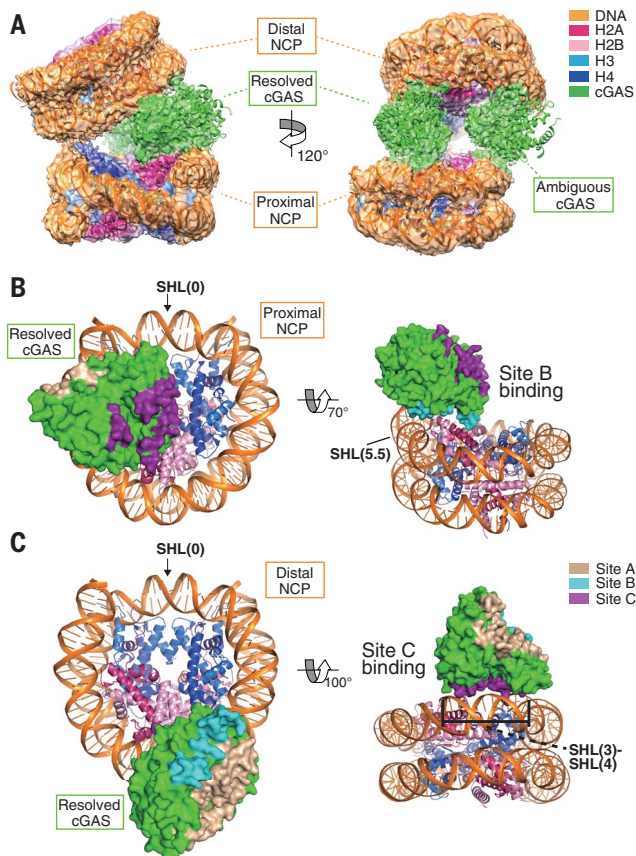 A
Distal
NCP
Resolved
cGAS
120°
Proximal
NCP
Ambiguous
cGAS
DNA
H2A
H2B
H3
H4
cGAS
B
SHL(0)
Resolved
cGAS
Proximal
NCP
70°
Site B
binding
SHL(5.5)
C
SHL(0)
Distal
NCP
Resolved
cGAS
100°
Site C
binding
Site A
Site B
Site C
SHL(3)-
SHL(4)